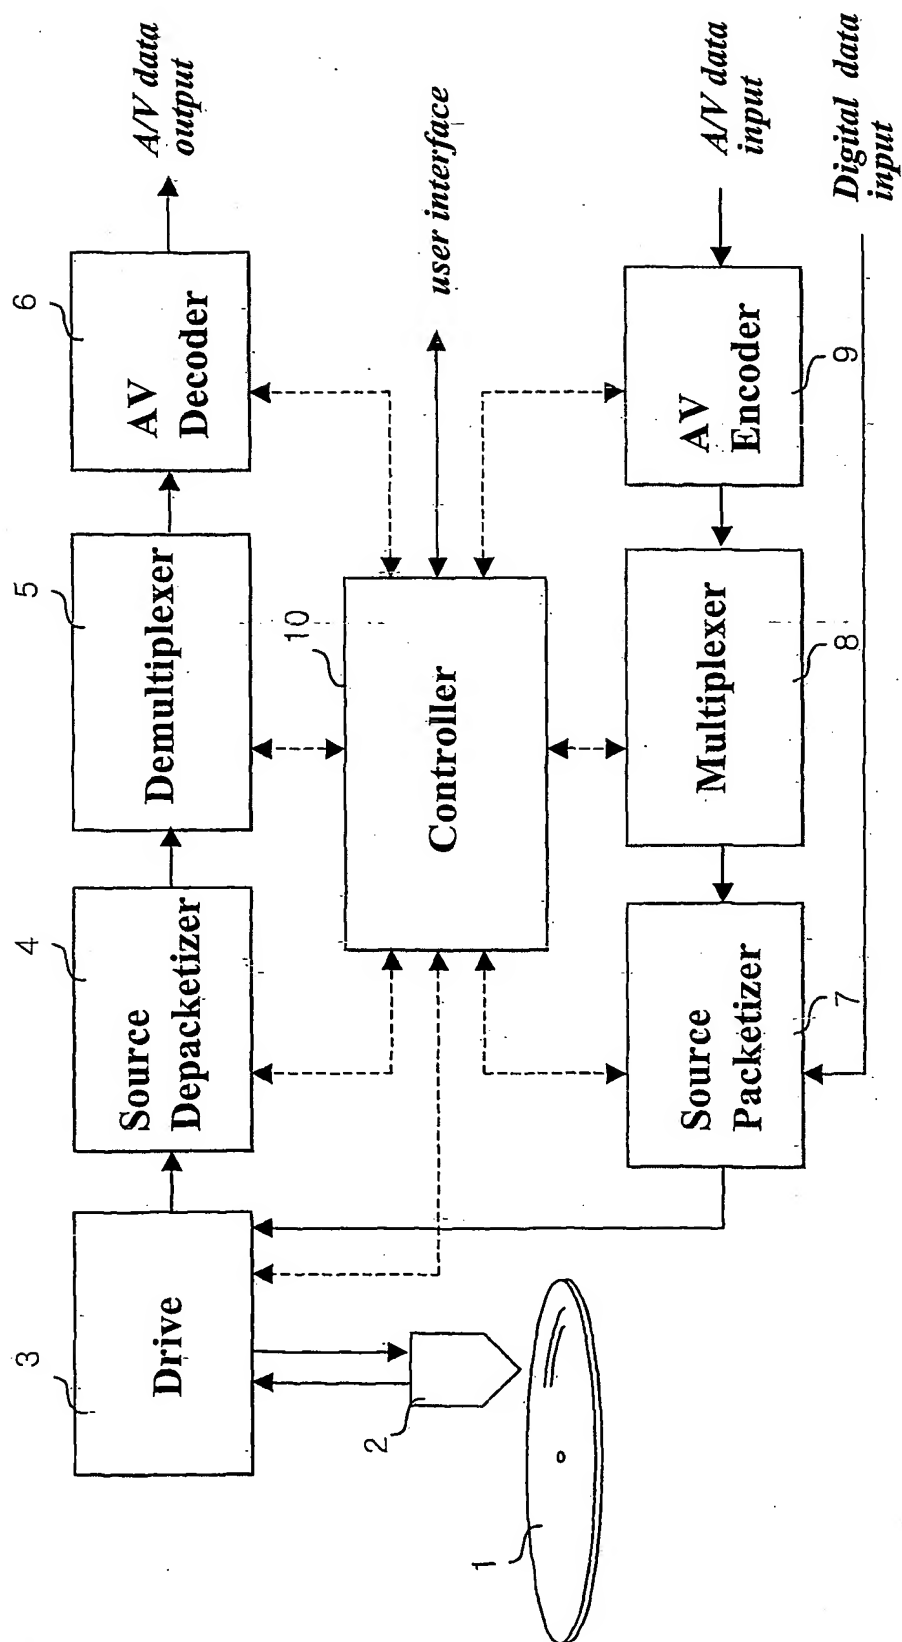 3
Drive
4
Source
Depacketizer
5
Demultiplexer
6
AV
Decoder
A/V data
output
2
10
Controller
user interface
1
Source
Packetizer
7
Multiplexer
8
AV
Encoder
9
A/V data
input
Digital data
input